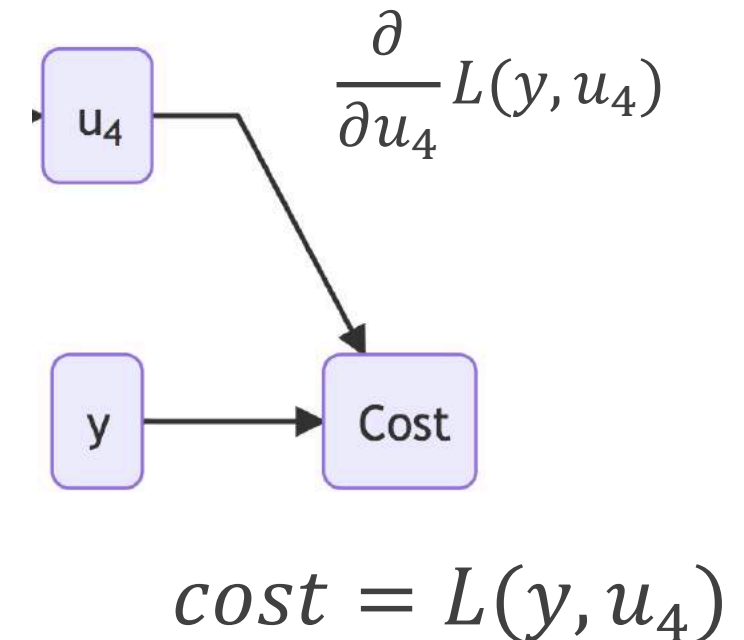 u₄
∂/∂u₄ L(y, u₄)
y
Cost
cost = L(y, u₄)